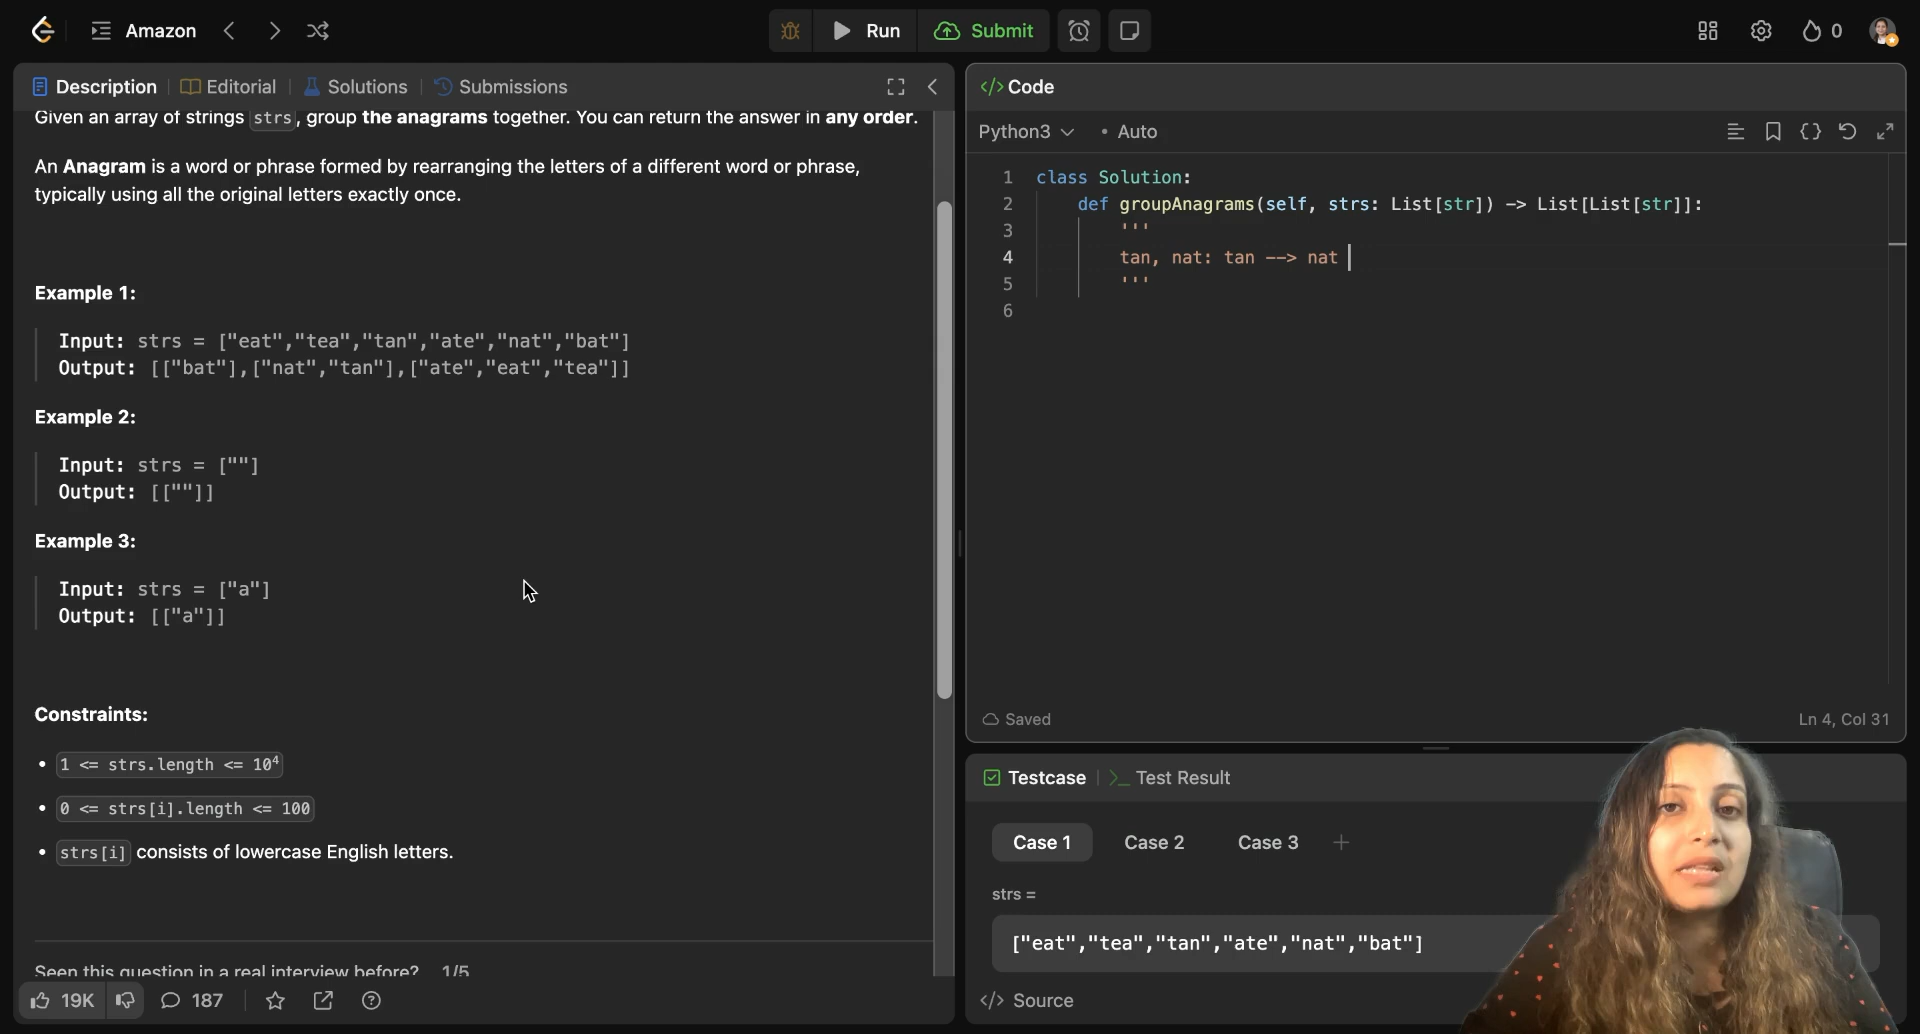 Amazon
Run
Submit
0
Description
Editorial
Solutions
Submissions
Given an array of strings strs, group the anagrams together. You can return the answer in any order.
An Anagram is a word or phrase formed by rearranging the letters of a different word or phrase,
typically using all the original letters exactly once.
Example 1:
Input: strs = ["eat","tea","tan","ate","nat","bat"]
Output: [["bat"],["nat","tan"],["ate","eat","tea"]]
Example 2:
Input: strs = [""]
Output: [[""]]
Example 3:
Input: strs = ["a"]
Output: [["a"]]
Constraints:
• 1 <= strs.length <= 10⁴
• 0 <= strs[i].length <= 100
• strs[i] consists of lowercase English letters.
Seen this question in a real interview before? 1/5
19K
187
</> Code
Python3
• Auto
1 class Solution:
2 def groupAnagrams(self, strs: List[str]) -> List[List[str]]:
3 '''
4 tan, nat: tan --> nat
5 '''
6
Saved
Ln 4, Col 31
Testcase
>_ Test Result
Case 1
Case 2
Case 3
+
strs =
["eat","tea","tan","ate","nat","bat"]
</> Source